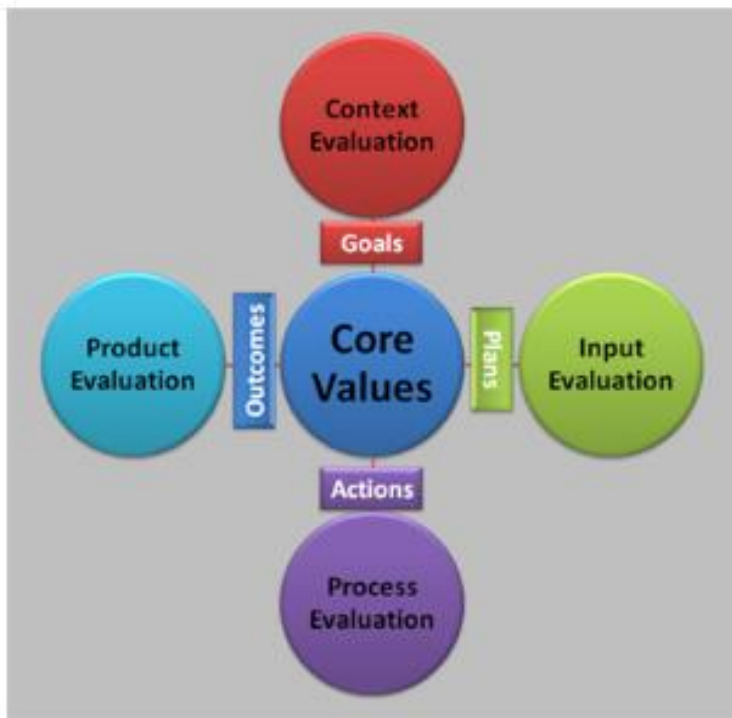 Context
Evaluation
Goals
Product
Evaluation
Outcomes
Core
Values
Plans
Input
Evaluation
Actions
Process
Evaluation